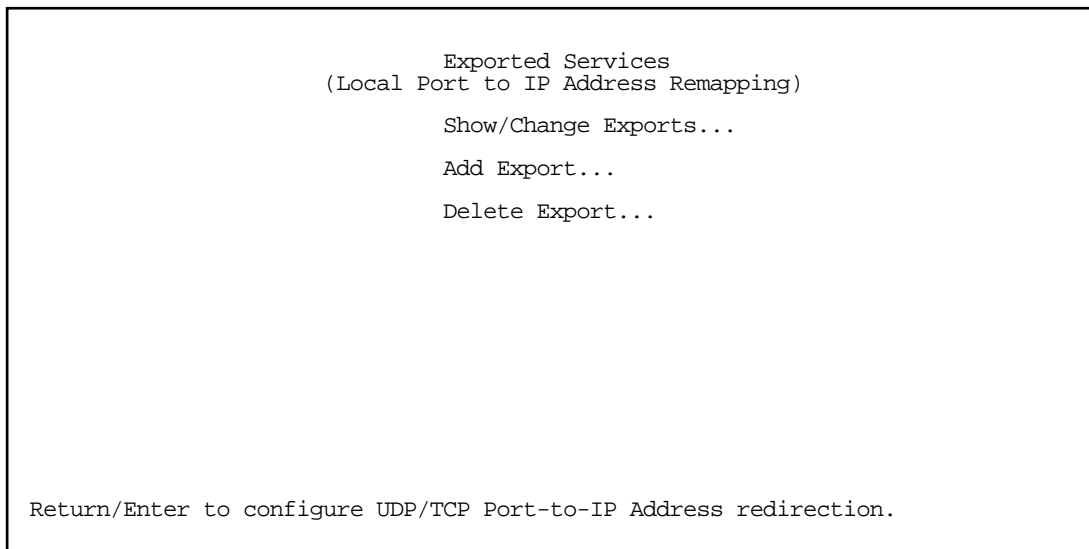 Exported Services
(Local Port to IP Address Remapping)
Show/Change Exports...
Add Export...
Delete Export...
Return/Enter to configure UDP/TCP Port-to-IP Address redirection.